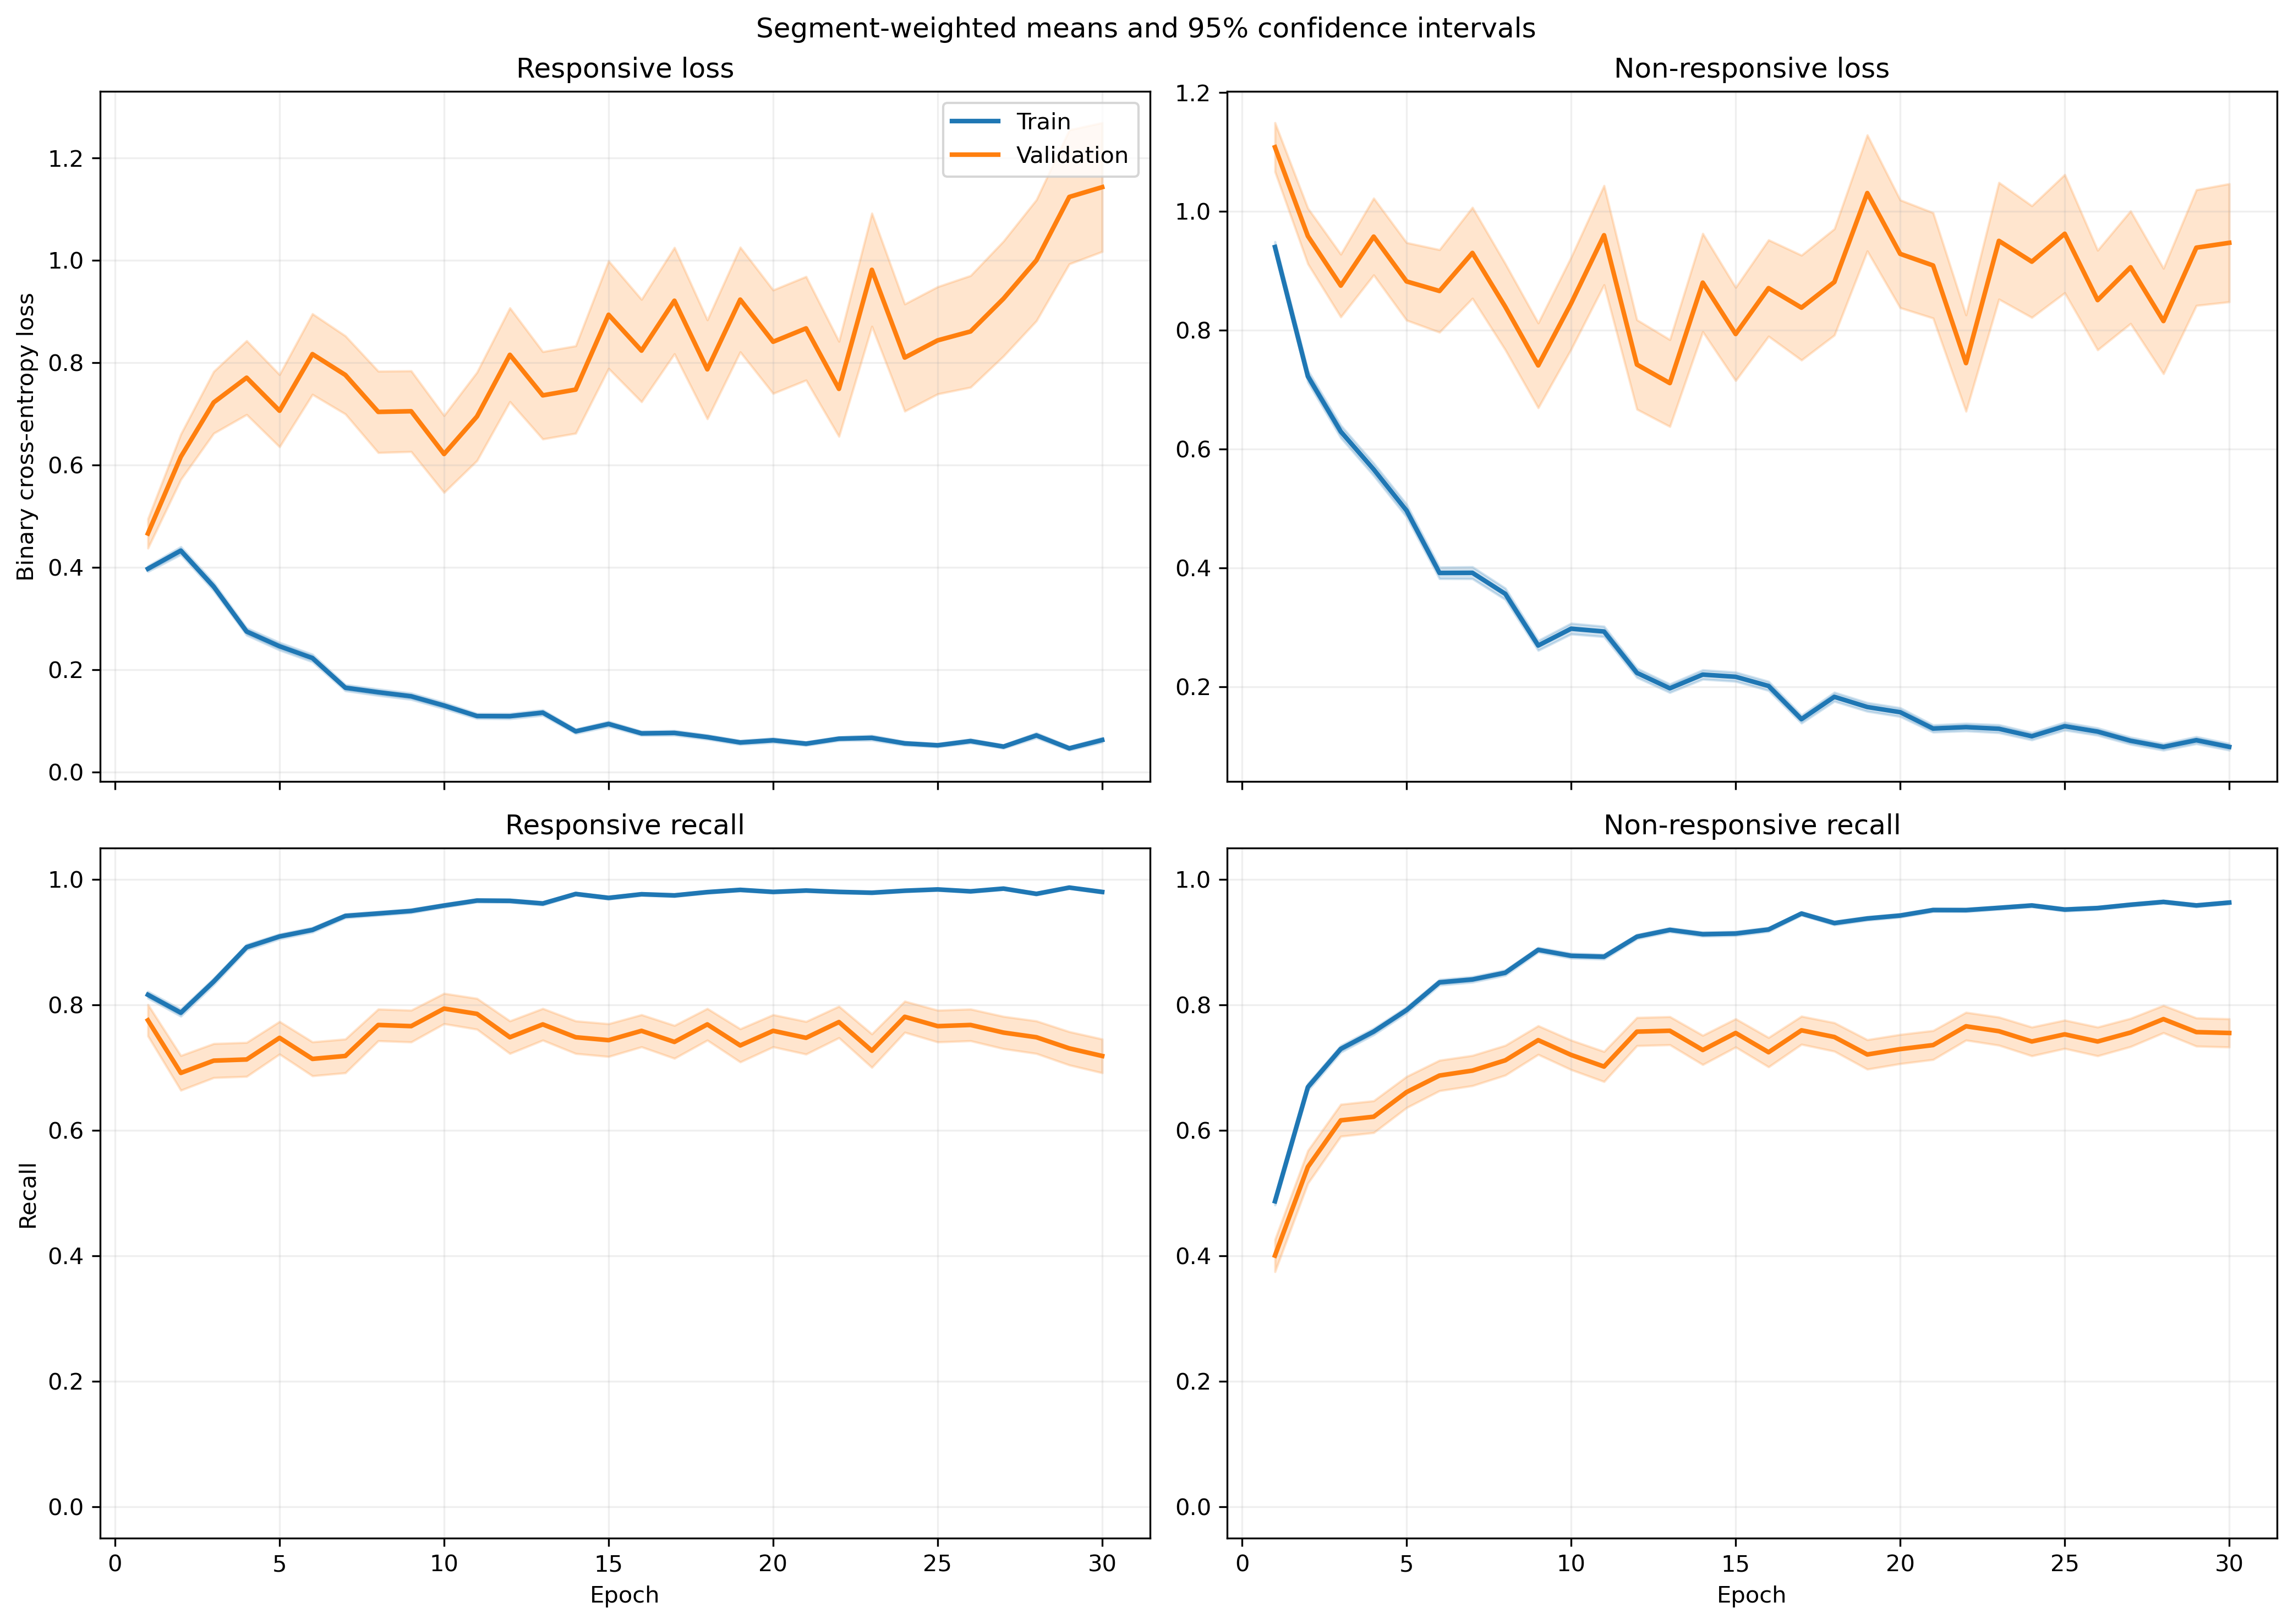 Segment-weighted means and 95% confidence intervals
Responsive loss
Non-responsive loss
Binary cross-entropy loss
1.2
1.0
0.8
0.6
0.4
0.2
0.0
Train
Validation
1.2
1.0
0.8
0.6
0.4
0.2
Responsive recall
Non-responsive recall
Recall
1.0
0.8
0.6
0.4
0.2
0.0
0 5 10 15 20 25 30
Epoch
1.0
0.8
0.6
0.4
0.2
0.0
0 5 10 15 20 25 30
Epoch